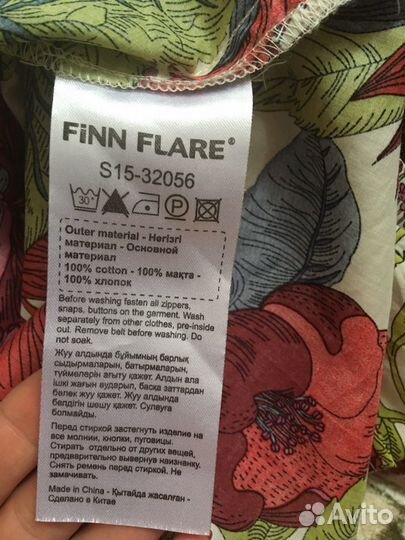 FiNN FLARE®
S15-32056
30°
P
Outer material - Негізгі
материал - Основной
материал
100% cotton - 100% мақта -
100% хлопок
Before washing fasten all zippers,
snaps, buttons on the garment. Wash
separately from other clothes, pre-inside
out. Remove belt before washing. Do
not soak.
Жуу алдында бұйымның барлық
сыдырмаларын, батырмаларын,
түймелерін ағыту қажет. Алдын ала
ішкі жағын өңдіріп, басқа заттардан
бөлек жуу қажет. Жуу алдында
белдігін шешу қажет. Сулауға
болмайды.
Перед стиркой застегнуть изделие на
все молнии, кнопки, пуговицы.
Стирать отдельно от других вещей,
предварительно вывернув наизнанку.
Снять ремень перед стиркой. Не
замачивать.
Made in China - Қытайда жасалған -
Сделано в Китае
Avito